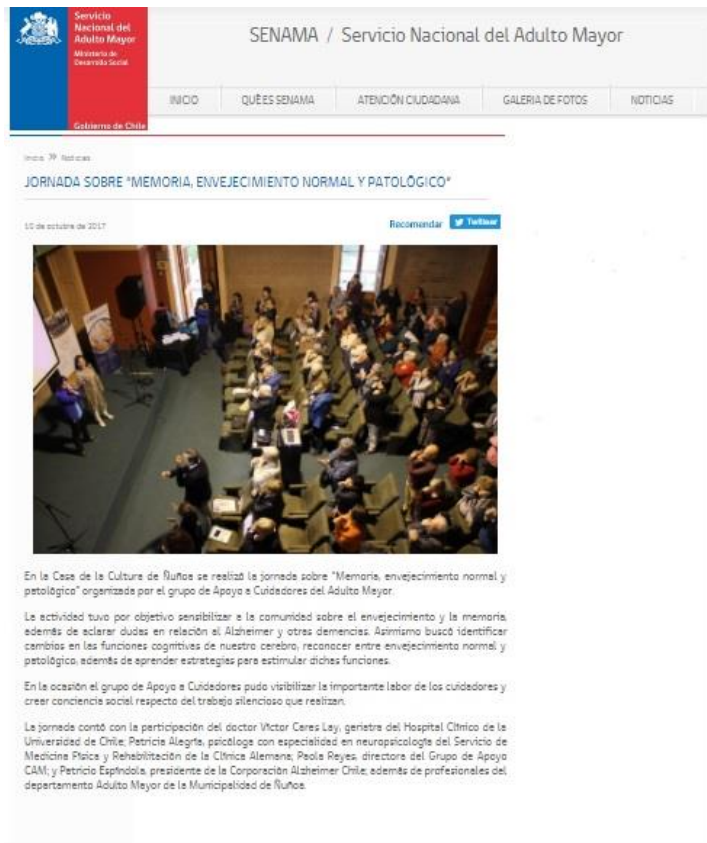 Servicio
Nacional del
Adulto Mayor
Ministerio de
Desarrollo Social
Gobierno de Chile
SENAMA / Servicio Nacional del Adulto Mayor
INICIO QUÉ ES SENAMA ATENCIÓN CIUDADANA GALERIA DE FOTOS NOTICIAS
Inicio » Noticias
JORNADA SOBRE "MEMORIA, ENVEJECIMIENTO NORMAL Y PATOLÓGICO"
10 de octubre de 2017
Recomendar Twittear
En la Casa de la Cultura de Ñuñoa se realizó la jornada sobre "Memoria, envejecimiento normal y
patológico" organizada por el grupo de Apoyo a Cuidadores del Adulto Mayor.
La actividad tuvo por objetivo sensibilizar a la comunidad sobre el envejecimiento y la memoria,
además de aclarar dudas en relación al Alzheimer y otras demencias. Asimismo buscó identificar
cambios en las funciones cognitivas de nuestro cerebro, reconocer entre envejecimiento normal y
patológico, además de aprender estrategias para estimular dichas funciones.
En la ocasión el grupo de Apoyo a Cuidadores pudo visibilizar la importante labor de los cuidadores y
crear conciencia social respecto del trabajo silencioso que realizan.
La jornada contó con la participación del doctor Víctor Cares Lay, geriatra del Hospital Clínico de la
Universidad de Chile; Patricia Alegría, psicóloga con especialidad en neuropsicología del Servicio de
Medicina Física y Rehabilitación de la Clínica Alemana; Paola Reyes, directora del Grupo de Apoyo
CAM; y Patricio Espíndola, presidente de la Corporación Alzheimer Chile; además de profesionales del
departamento Adulto Mayor de la Municipalidad de Ñuñoa.